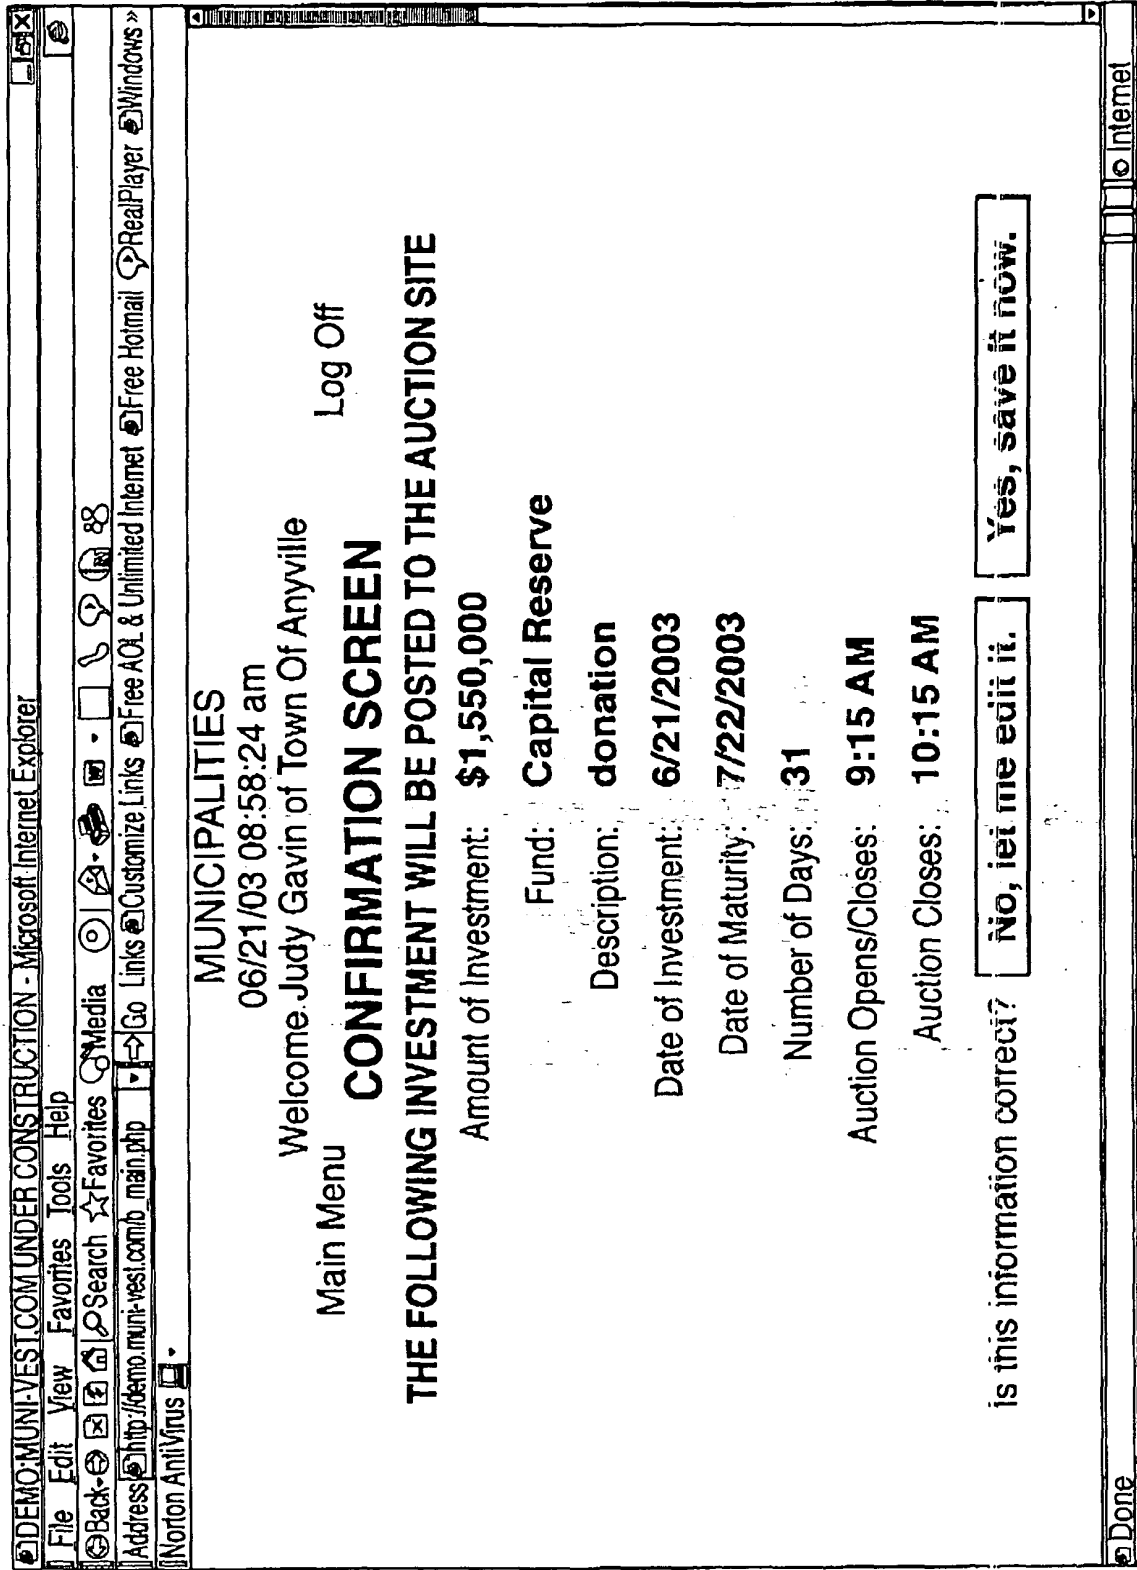 DEMO:MUNI-VEST.COM UNDER CONSTRUCTION - Microsoft Internet Explorer
File Edit View Favorites Tools Help
Back Search Favorites Media
Address http://demo.muni-vest.com/b_main.php Go Links Customize Links Free AOL & Unlimited Internet Free Hotmail RealPlayer Windows »
Norton AntiVirus
MUNICIPALITIES
06/21/03 08:58:24 am
Welcome.Judy Gavin of Town Of Anyville
Main Menu CONFIRMATION SCREEN Log Off
THE FOLLOWING INVESTMENT WILL BE POSTED TO THE AUCTION SITE
Amount of Investment: $1,550,000
Fund: Capital Reserve
Description: donation
Date of Investment: 6/21/2003
Date of Maturity: 7/22/2003
Number of Days: 31
Auction Opens/Closes: 9:15 AM
Auction Closes: 10:15 AM
is this information correct? No, let me edit it. Yes, save it now.
Done Internet